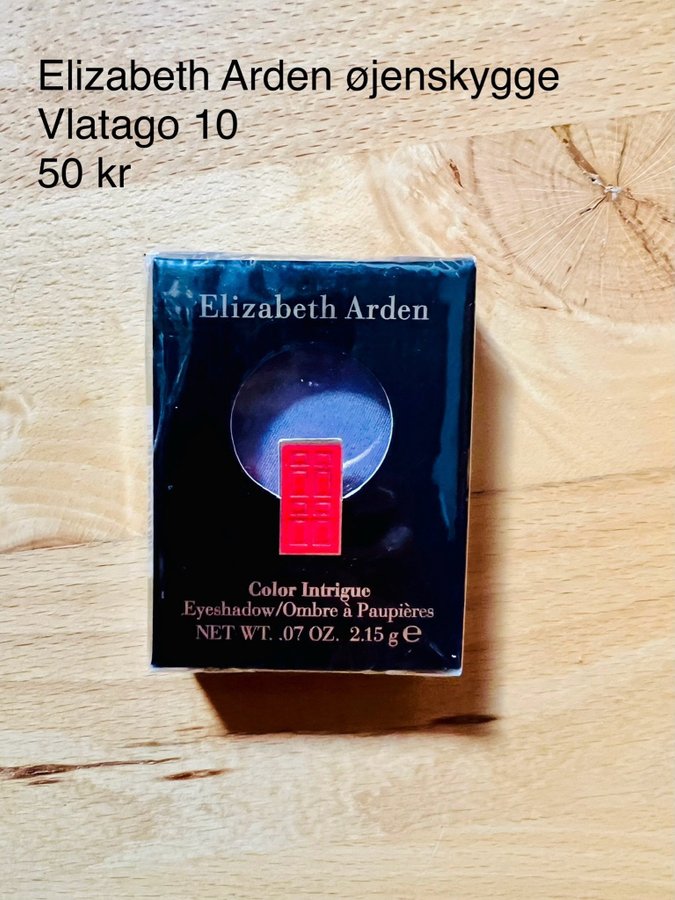 Elizabeth Arden øjenskygge
Vlatago 10
50 kr
Elizabeth Arden
Color Intrigue
Eyeshadow/Ombre à Paupières
NET WT. .07 OZ. 2.15 g ℮